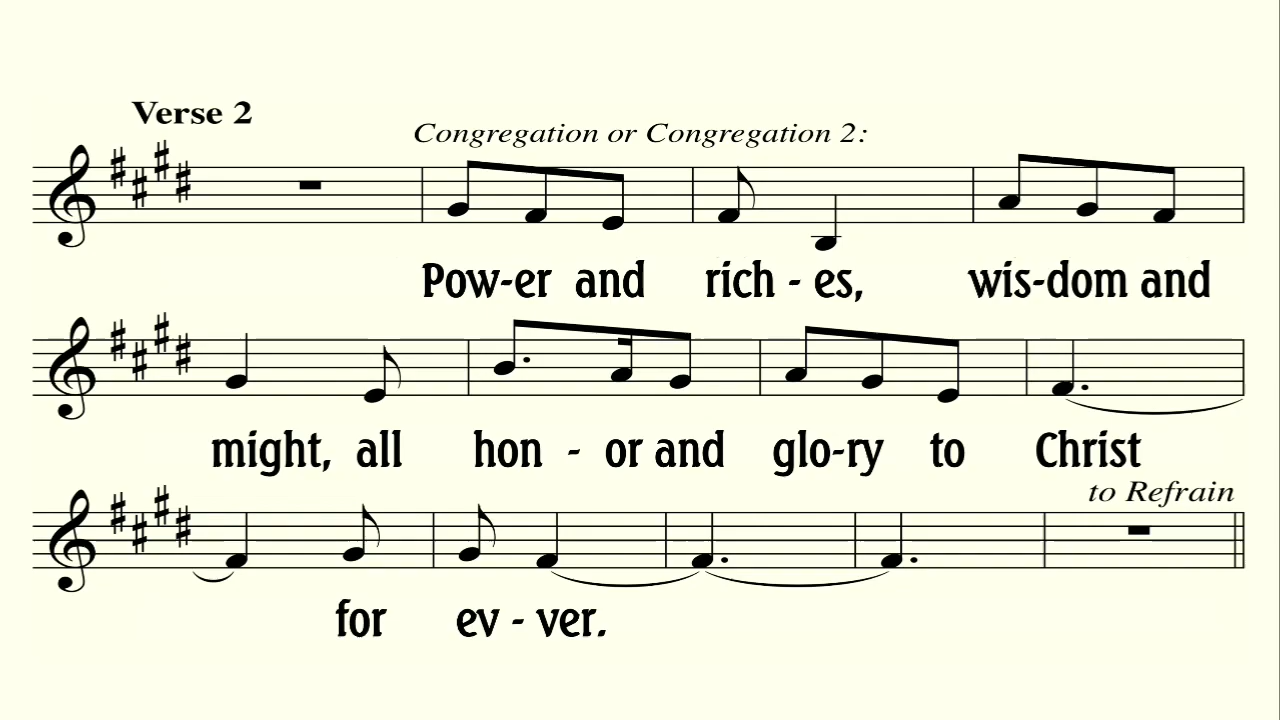 Verse 2
Congregation or Congregation 2:
Pow-er and rich - es, wis-dom and
might, all hon - or and glo-ry to Christ
to Refrain
for ev - ver.